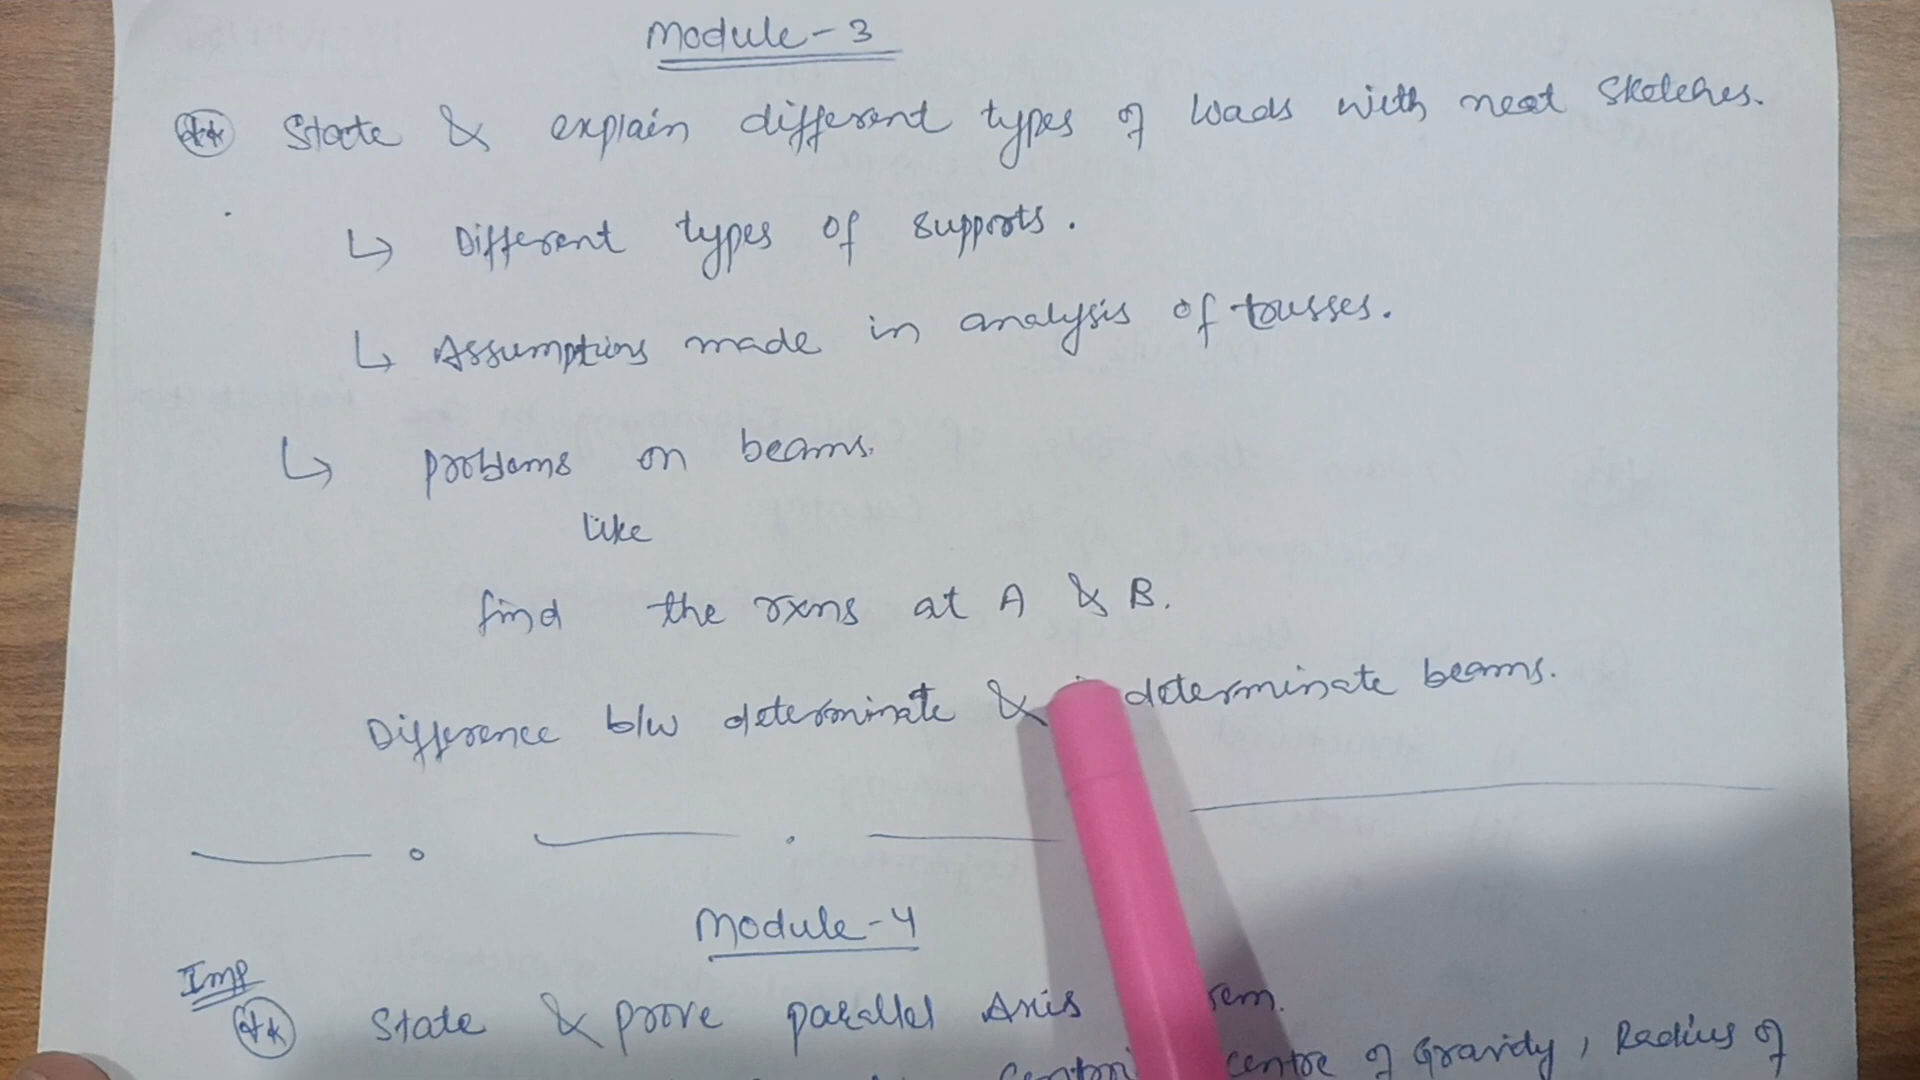 Module-3
** State & explain different types of loads with neat sketches.
↳ Different types of supports.
↳ Assumptions made in analysis of trusses.
↳ problems on beams.
like
find the rxns at A & B.
Difference b/w determinate & determinate beams.
Module-4
Imp
** State & prove parallel Axis
centre of Gravity, Radius of